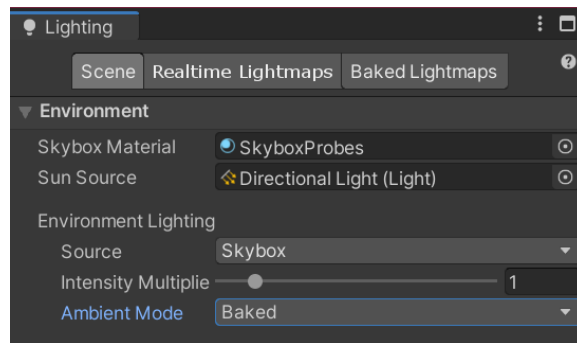 Lighting
Scene Realtime Lightmaps Baked Lightmaps
Environment
Skybox Material SkyboxProbes
Sun Source Directional Light (Light)
Environment Lighting
Source Skybox
Intensity Multiplie 1
Ambient Mode Baked